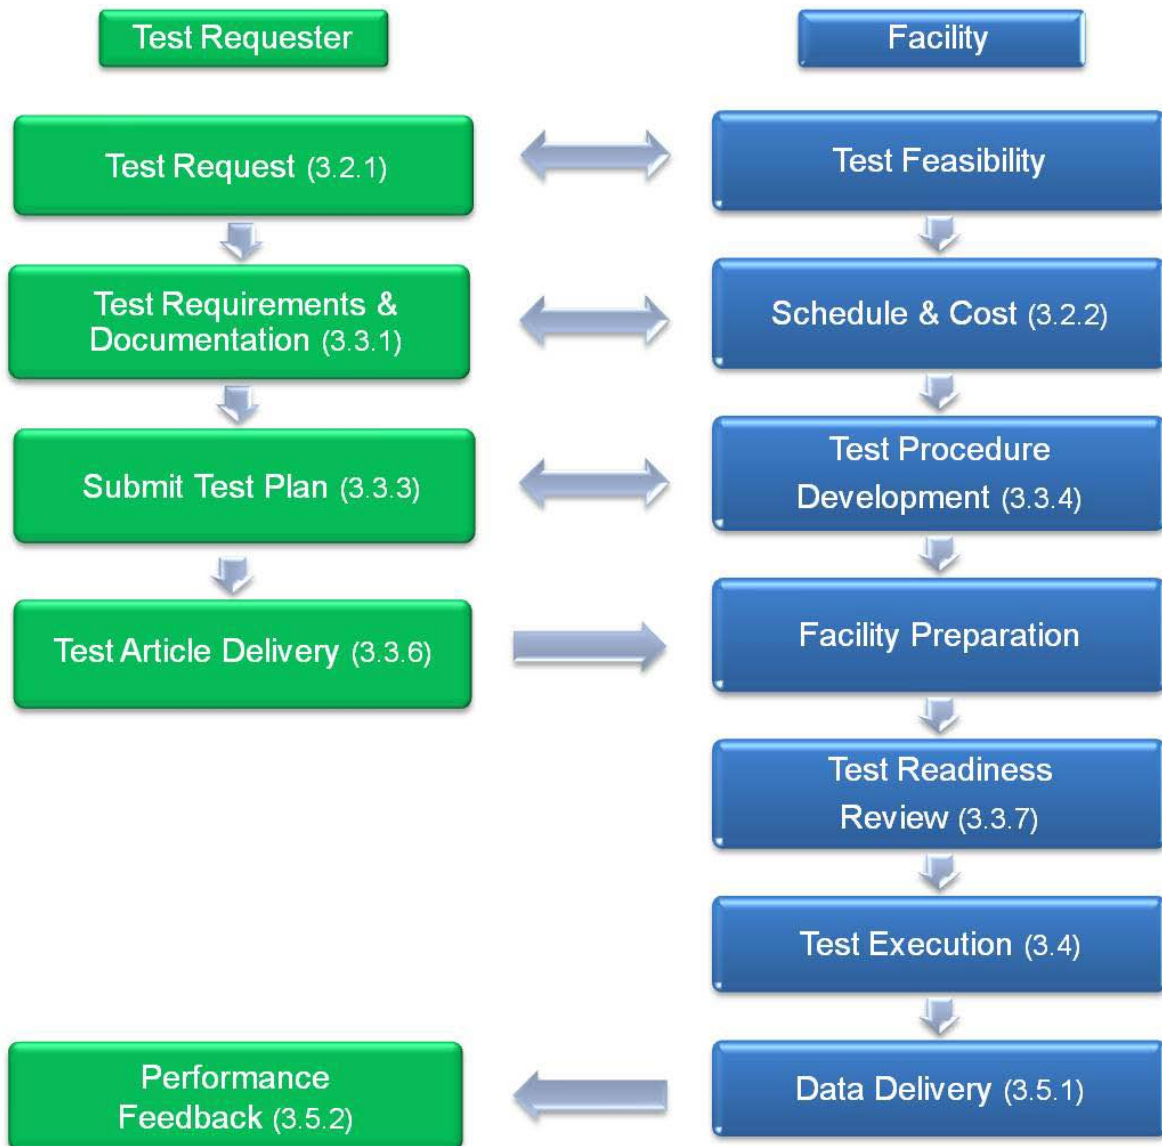 Test Requester
Facility
Test Request (3.2.1)
Test Feasibility
Test Requirements &
Documentation (3.3.1)
Schedule & Cost (3.2.2)
Submit Test Plan (3.3.3)
Test Procedure
Development (3.3.4)
Test Article Delivery (3.3.6)
Facility Preparation
Test Readiness
Review (3.3.7)
Test Execution (3.4)
Performance
Feedback (3.5.2)
Data Delivery (3.5.1)